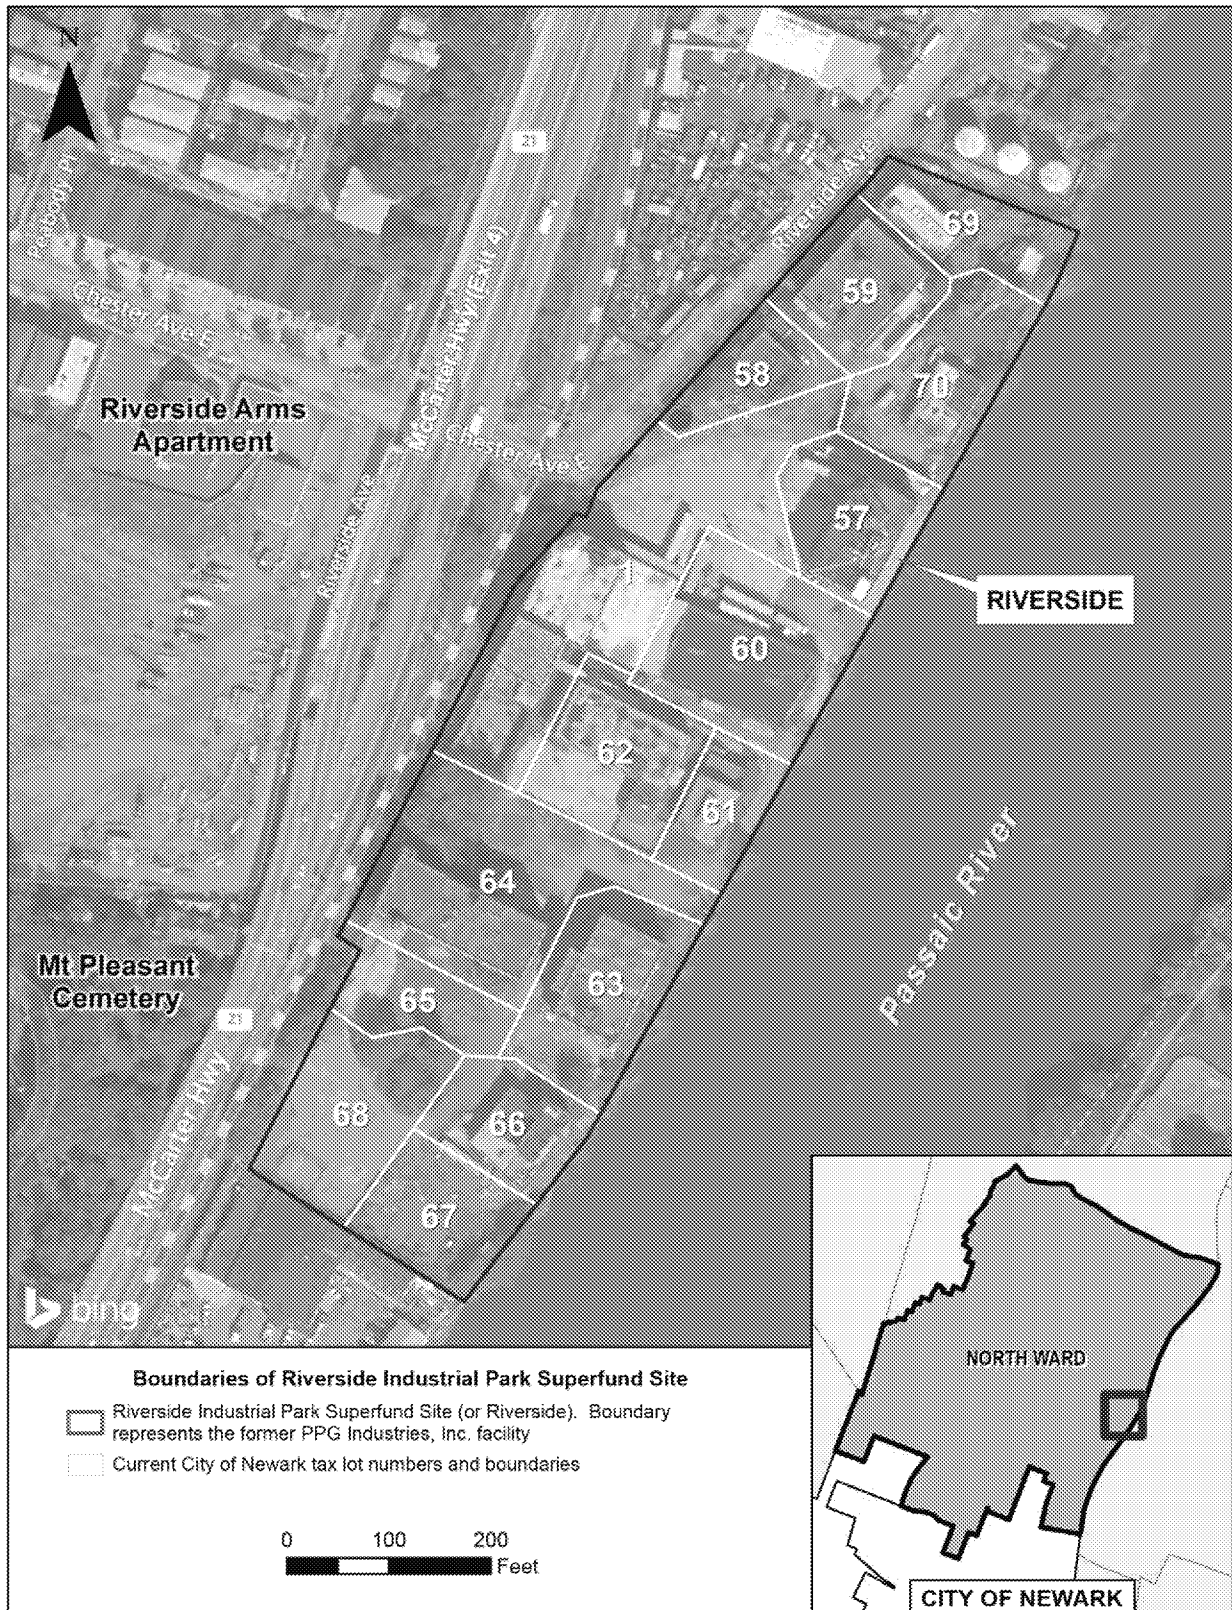 N
23
Riverside Ave
Peabody Pl
69
McCarter Hwy (Exit 4)
59
Chester Ave E
58
70
Riverside Arms
Apartment
Chester Ave E
Riverside Ave
57
1
RIVERSIDE
60
62
61
Passaic River
64
Mt Pleasant
Cemetery
63
65
23
McCarter Hwy
68
66
67
bing
NORTH WARD
CITY OF NEWARK
Boundaries of Riverside Industrial Park Superfund Site
Riverside Industrial Park Superfund Site (or Riverside). Boundary
represents the former PPG Industries, Inc. facility
Current City of Newark tax lot numbers and boundaries
0 100 200
Feet